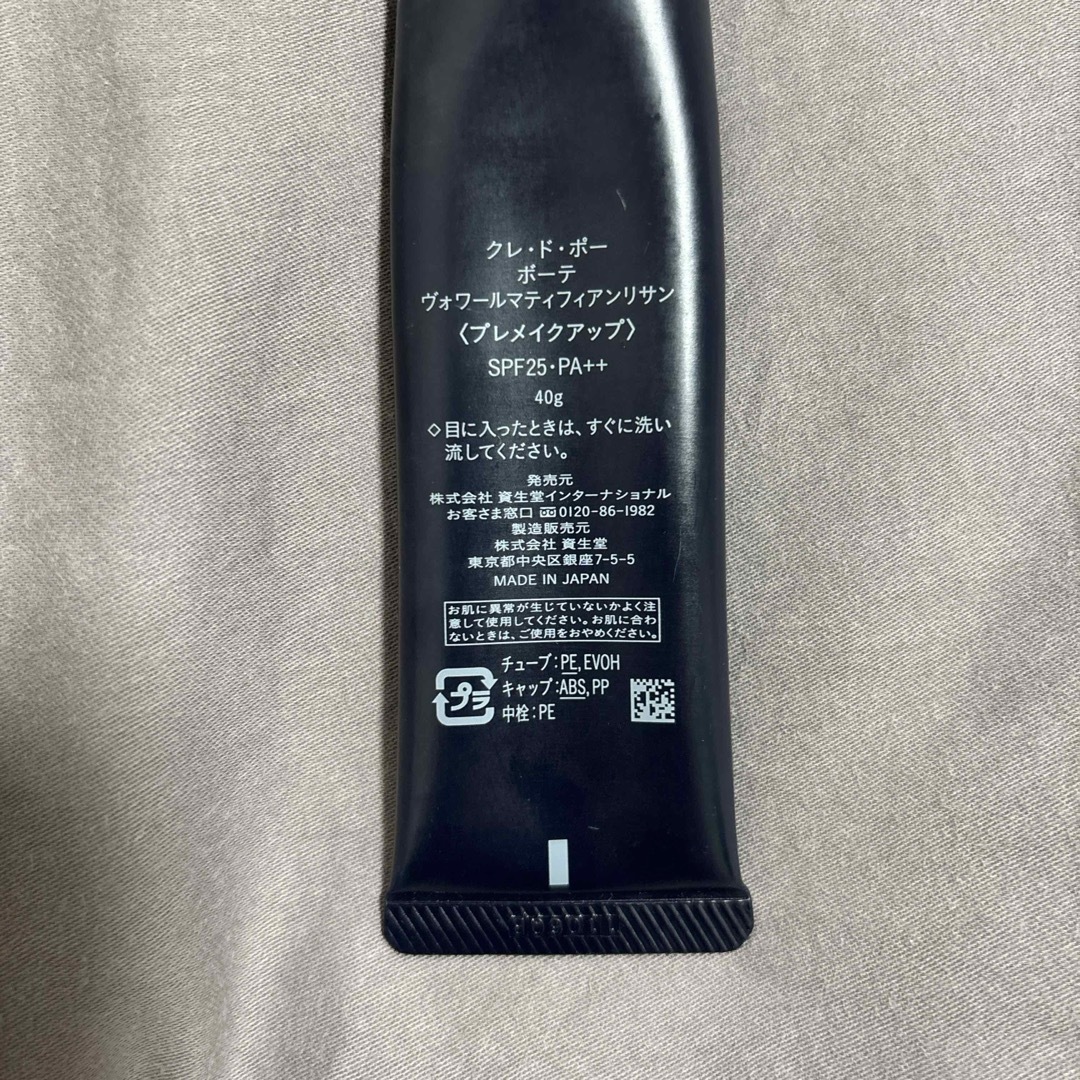 クレ・ド・ポー
ボーテ
ヴォワールマティフィアンリサン
〈プレメイクアップ〉
SPF25・PA++
40g
◇目に入ったときは、すぐに洗い
流してください。
発売元
株式会社 資生堂インターナショナル
お客さま窓口 0120-86-1982
製造販売元
株式会社 資生堂
東京都中央区銀座7-5-5
MADE IN JAPAN
お肌に異常が生じていないかよく注
意して使用してください。お肌に合わ
ないときは、ご使用をおやめください。
プラ
チューブ:PE,EVOH
キャップ:ABS,PP
中栓:PE